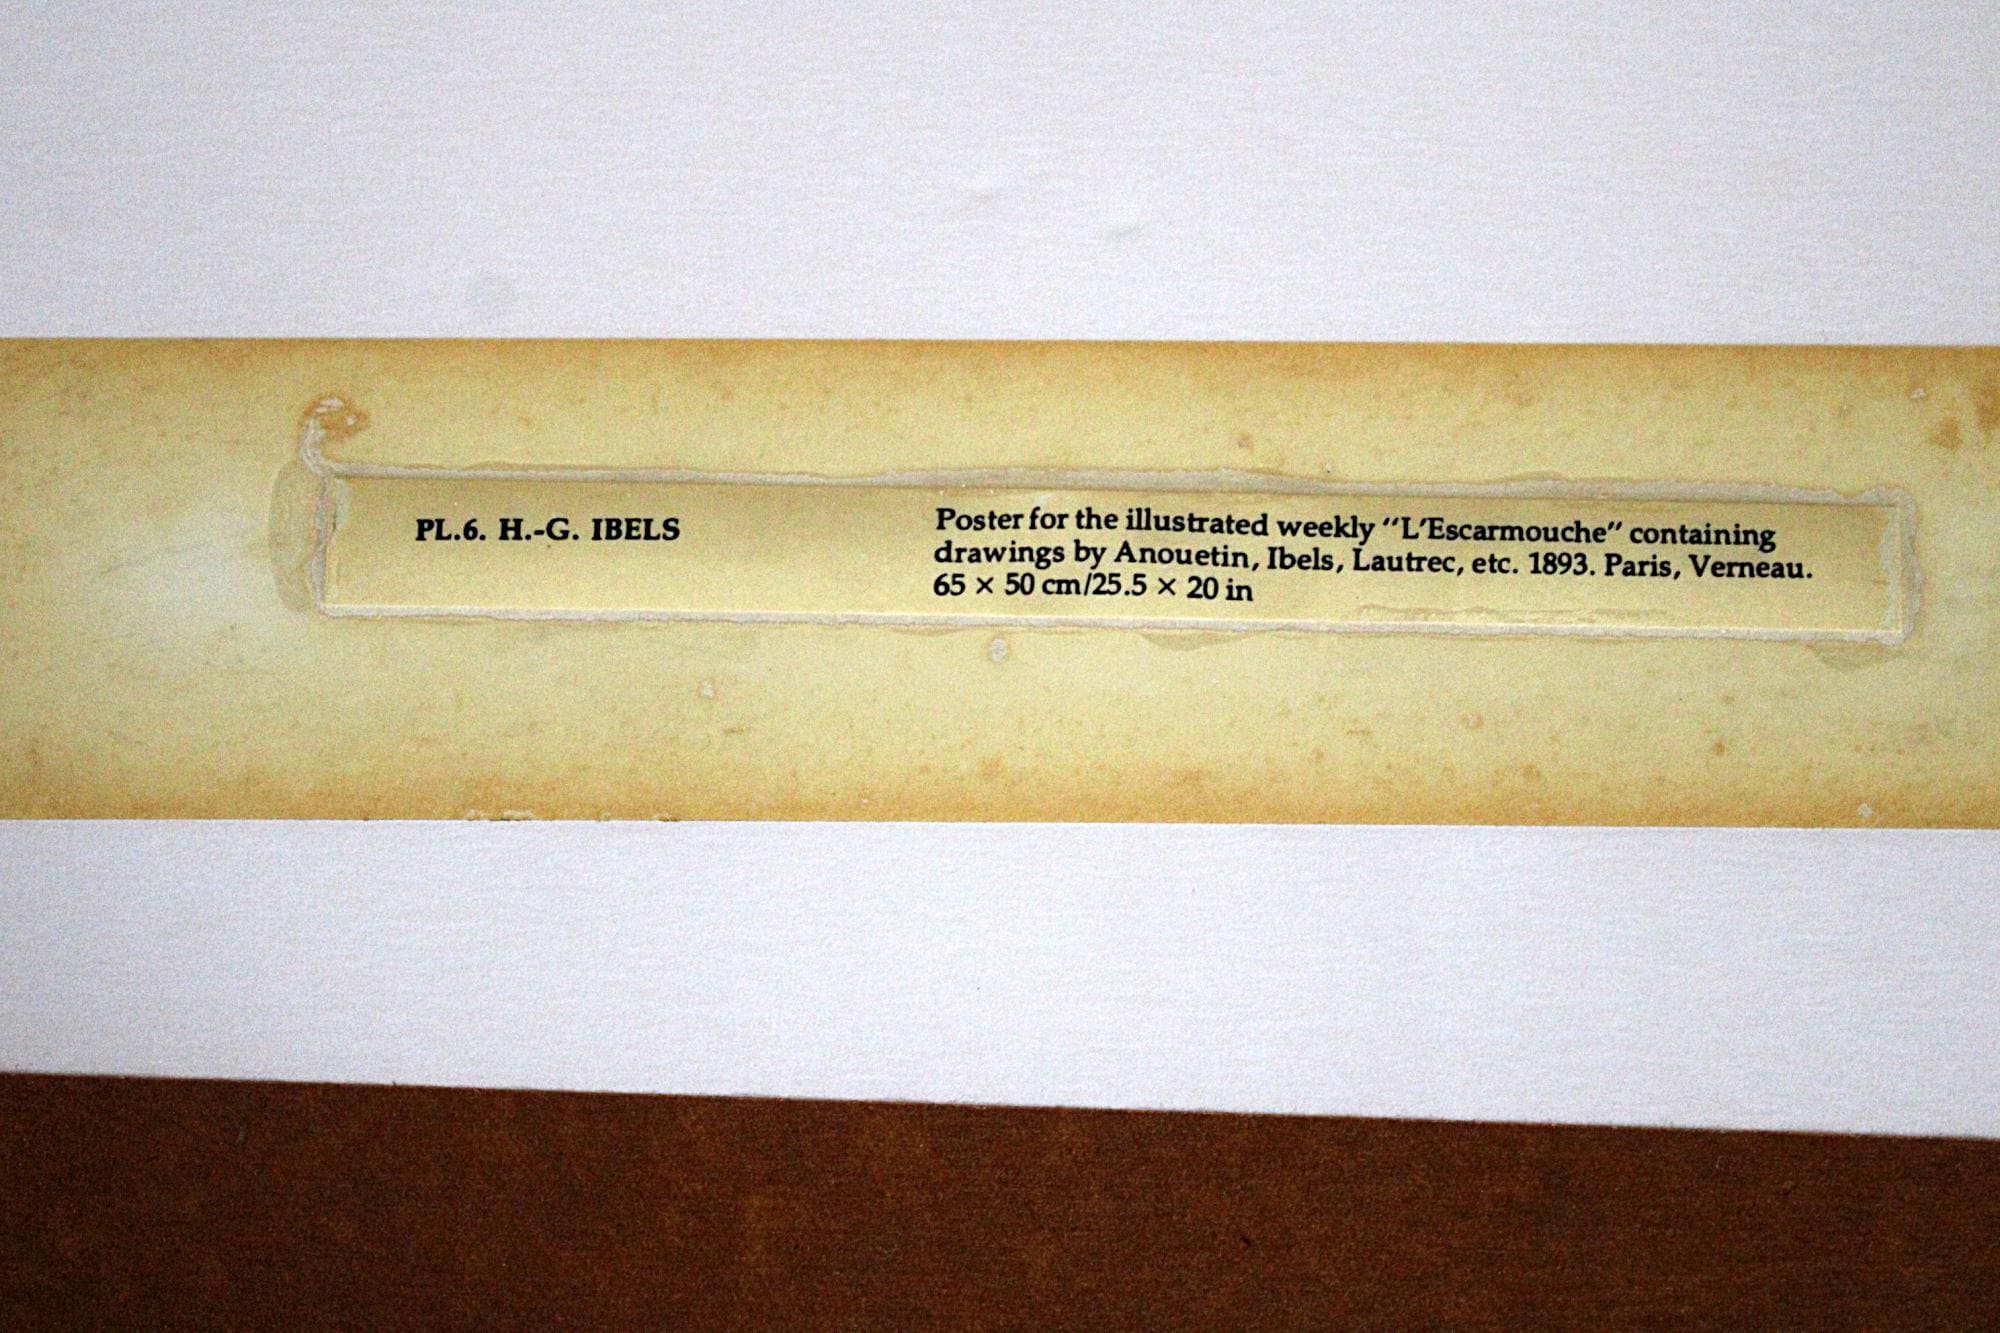 PL.6. H.-G. IBELS
Poster for the illustrated weekly “L’Escarmouche” containing
drawings by Anouetin, Ibels, Lautrec, etc. 1893. Paris, Verneau.
65 × 50 cm/25.5 × 20 in